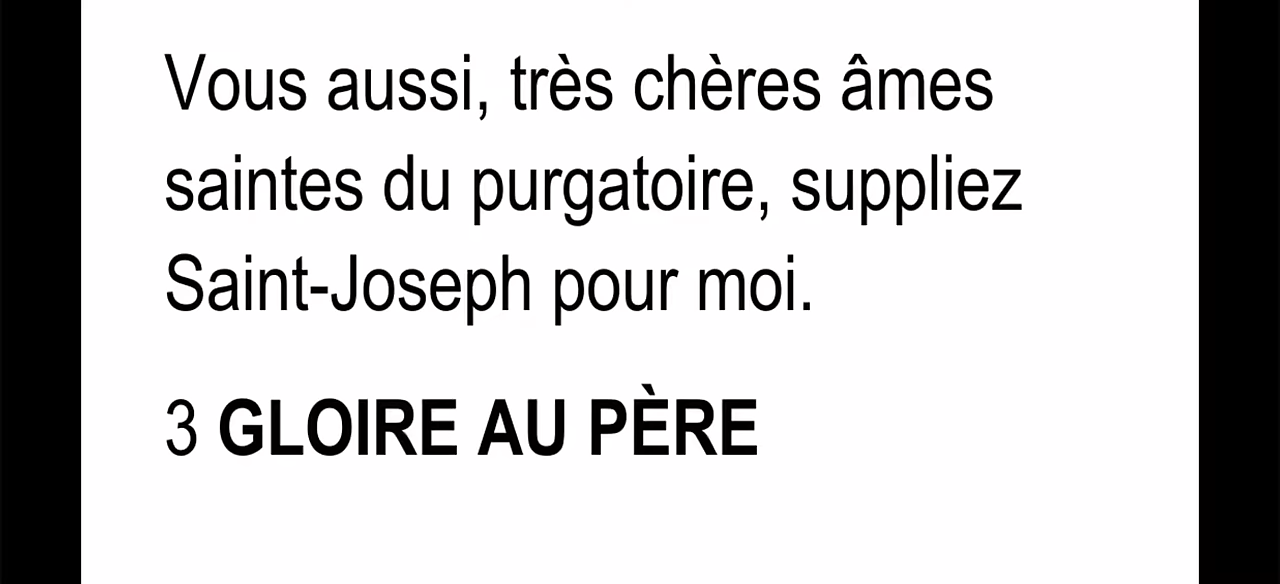 Vous aussi, très chères âmes
saintes du purgatoire, suppliez
Saint-Joseph pour moi.
3 GLOIRE AU PÈRE